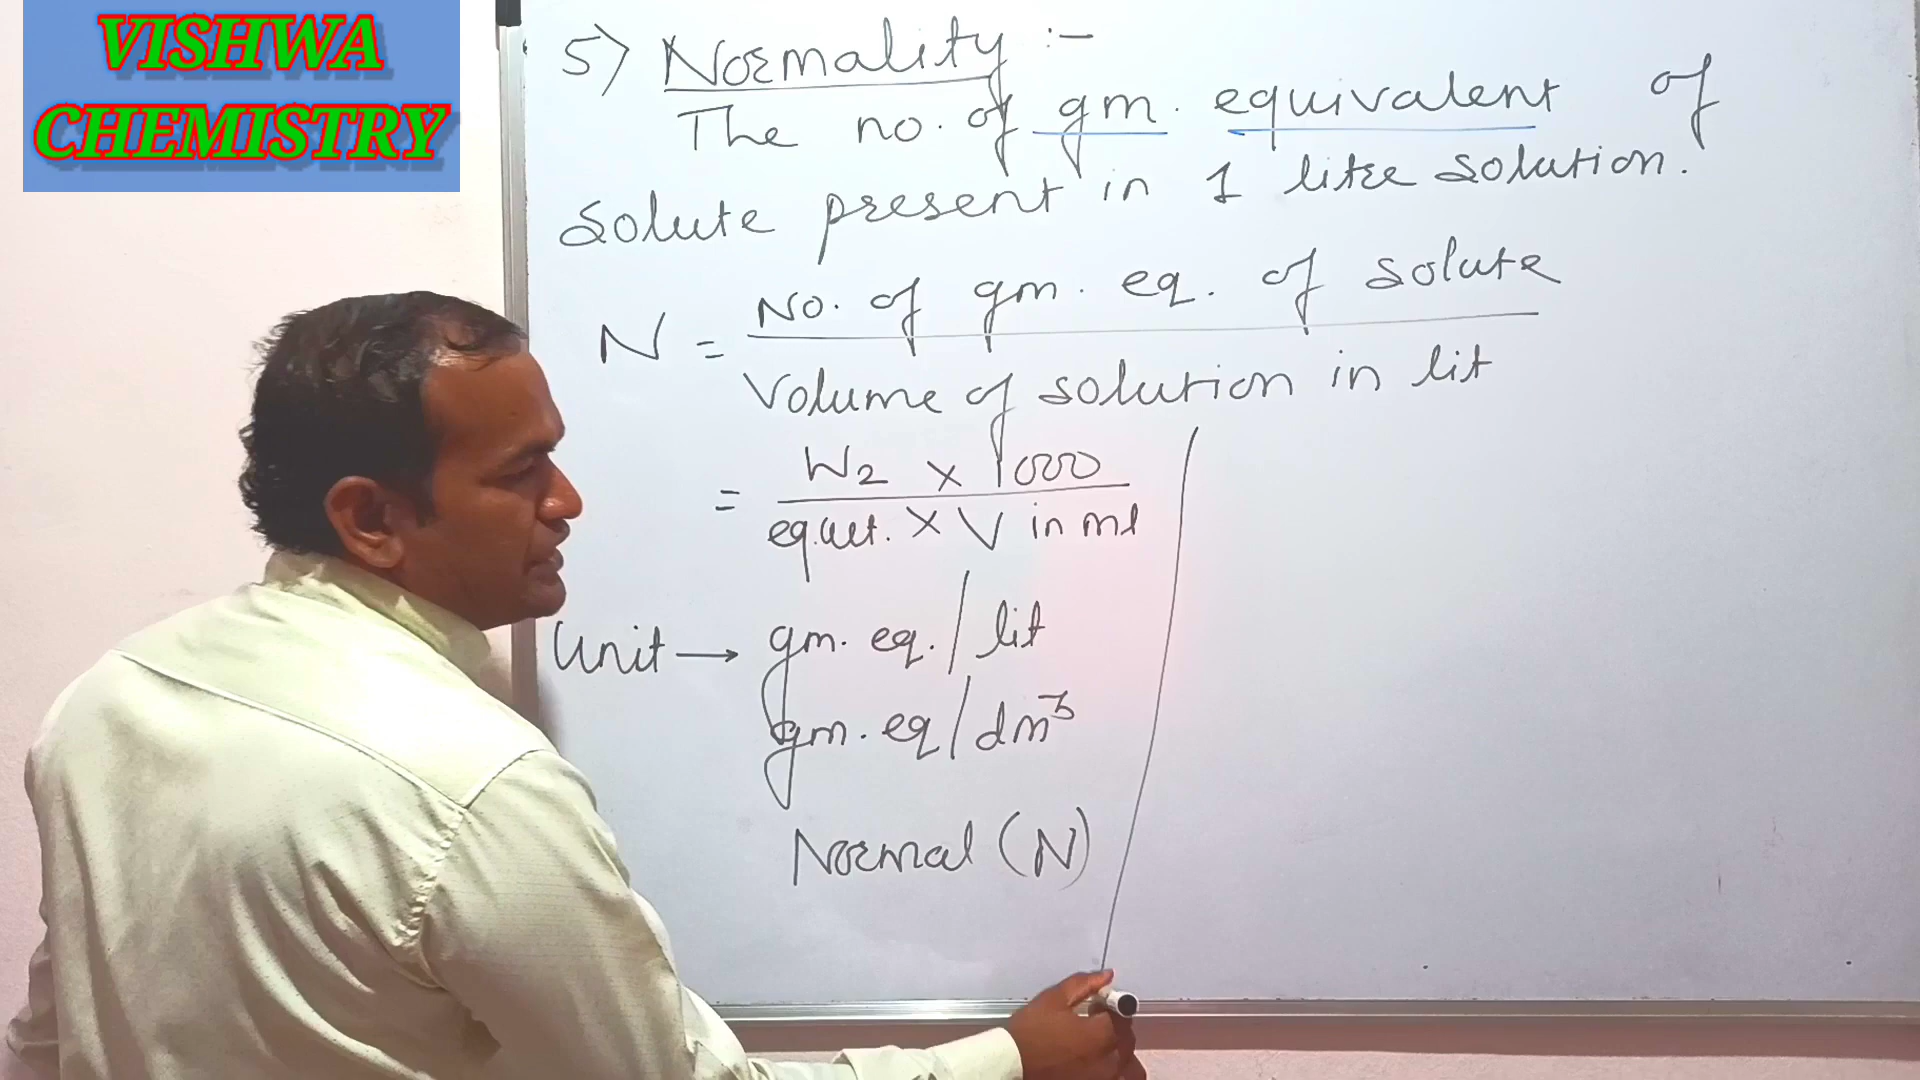 VISHWA
CHEMISTRY
5) Normality :-
The no. of gm. equivalent of
solute present in 1 litre solution.
N = No. of gm. eq. of solute
Volume of solution in lit
= W2 × 1000
eq.wt. × V in ml
Unit → gm. eq. / lit
gm. eq / dm³
Normal (N)